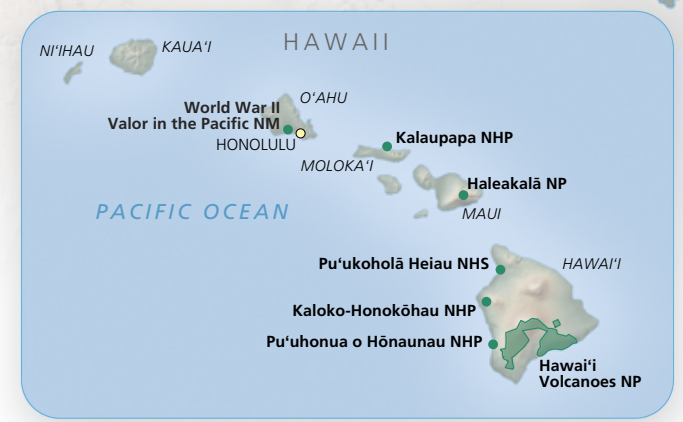 HAWAII
NI‘IHAU
KAUA‘I
O‘AHU
World War II
Valor in the Pacific NM
HONOLULU
Kalaupapa NHP
MOLOKA‘I
Haleakalā NP
PACIFIC OCEAN
MAUI
Pu‘ukoholā Heiau NHS
HAWAI‘I
Kaloko-Honokōhau NHP
Pu‘uhonua o Hōnaunau NHP
Hawai‘i
Volcanoes NP